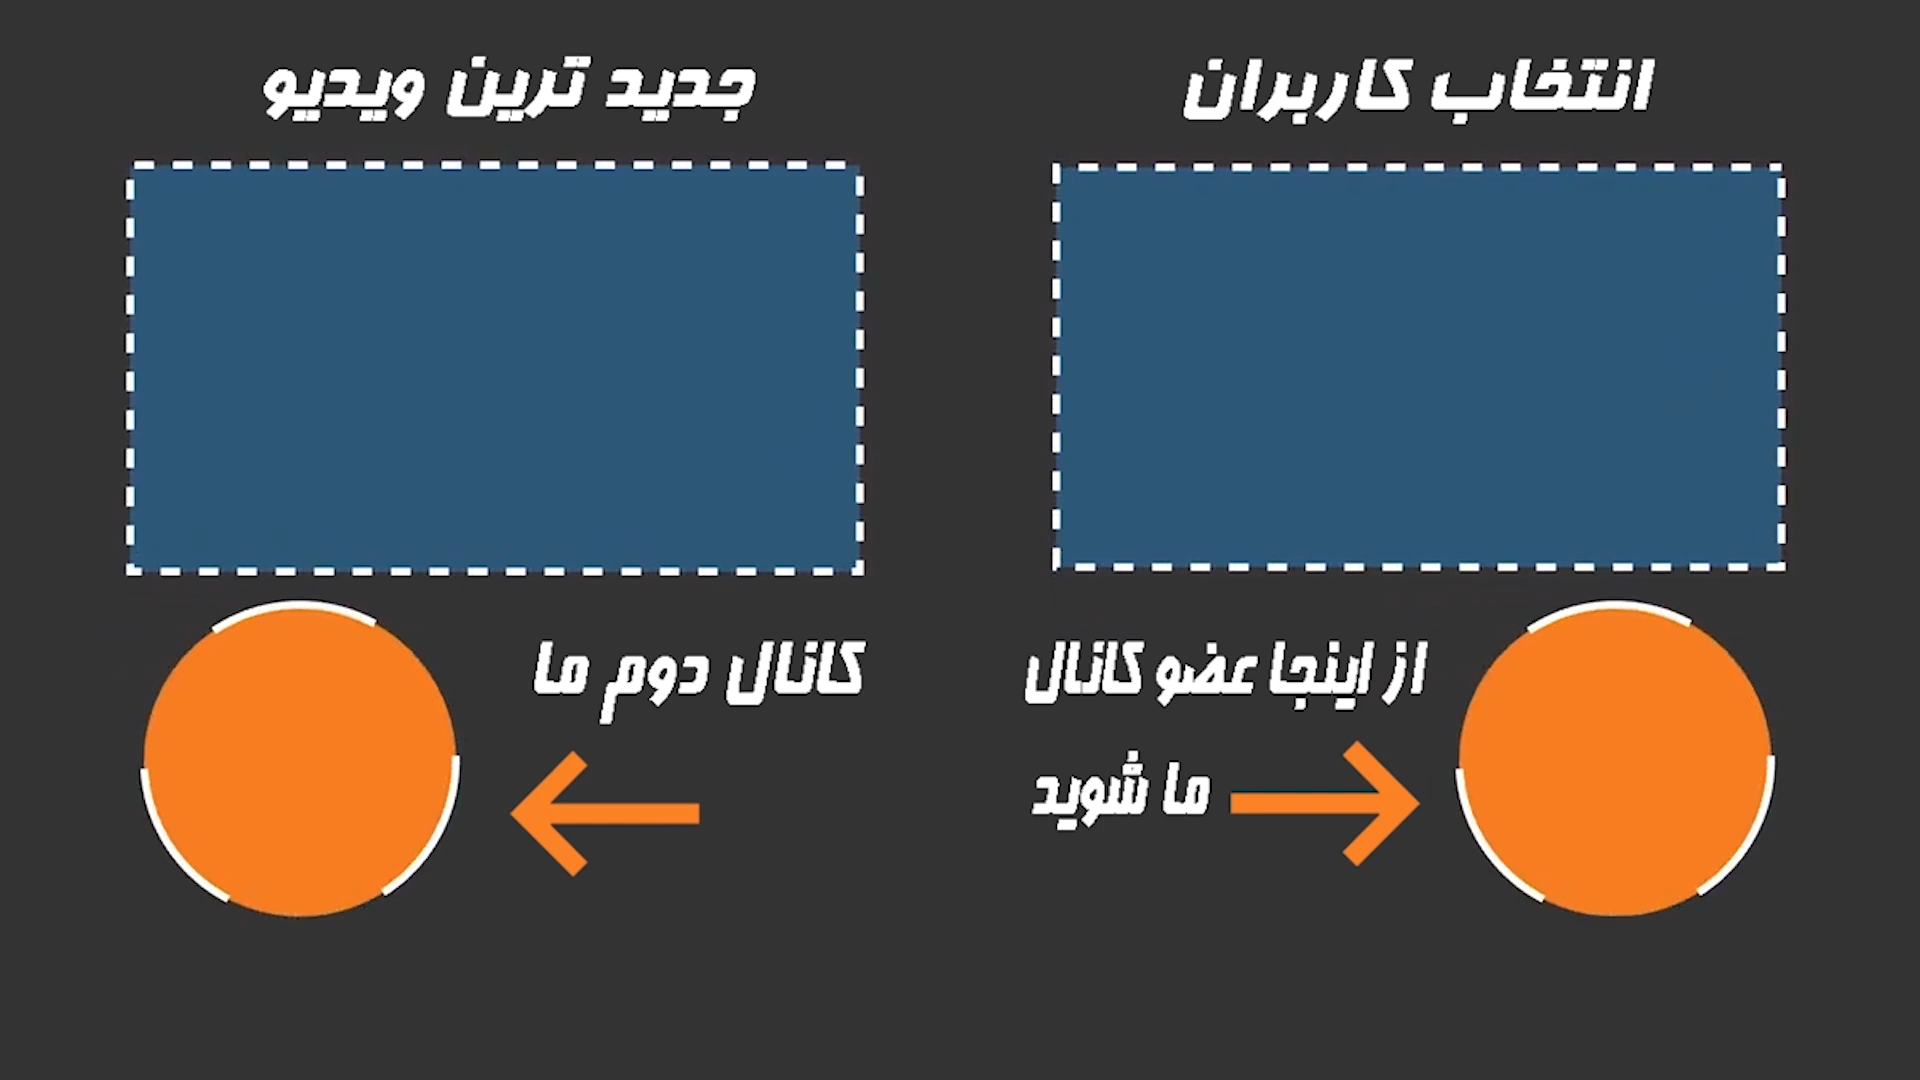 انتخاب کاربران
جدید ترین ویدیو
از اینجا عضو کانال
ما شوید
کانال دوم ما